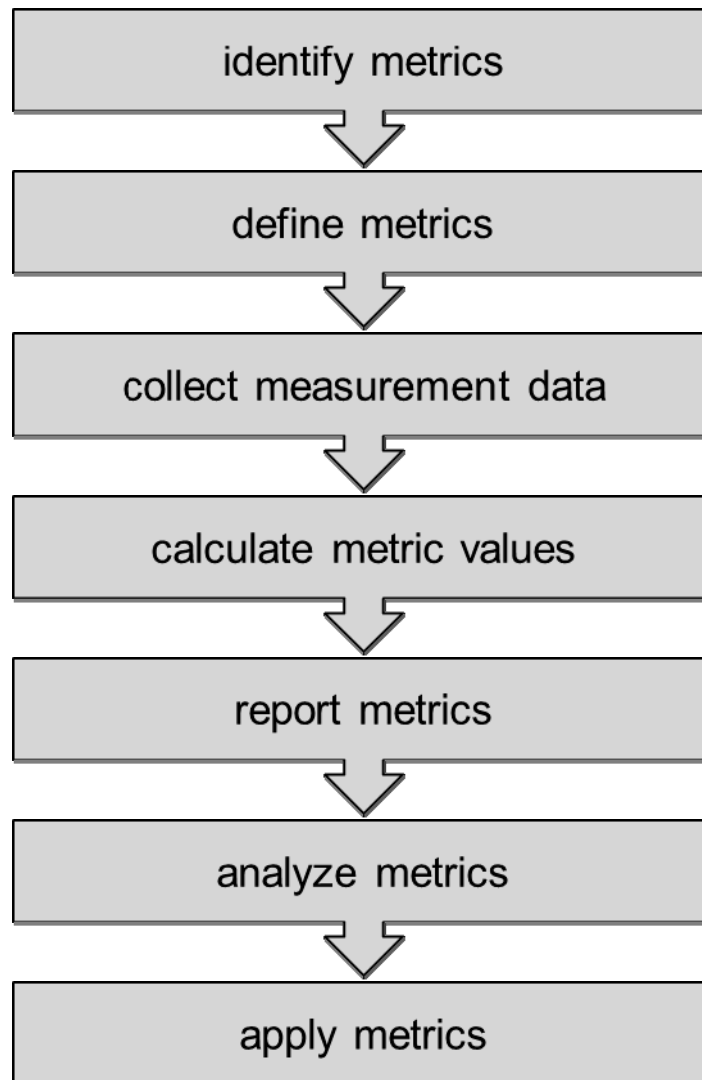 identify metrics
define metrics
collect measurement data
calculate metric values
report metrics
analyze metrics
apply metrics